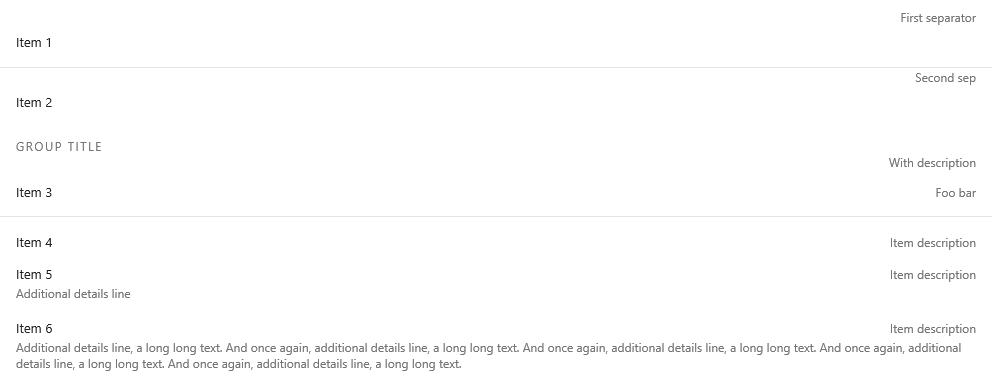 First separator
Item 1
Second sep
Item 2
GROUP TITLE
With description
Item 3 Foo bar
Item 4 Item description
Item 5 Item description
Additional details line
Item 6 Item description
Additional details line, a long long text. And once again, additional details line, a long long text. And once again, additional details line, a long long text. And once again, additional
details line, a long long text. And once again, additional details line, a long long text.